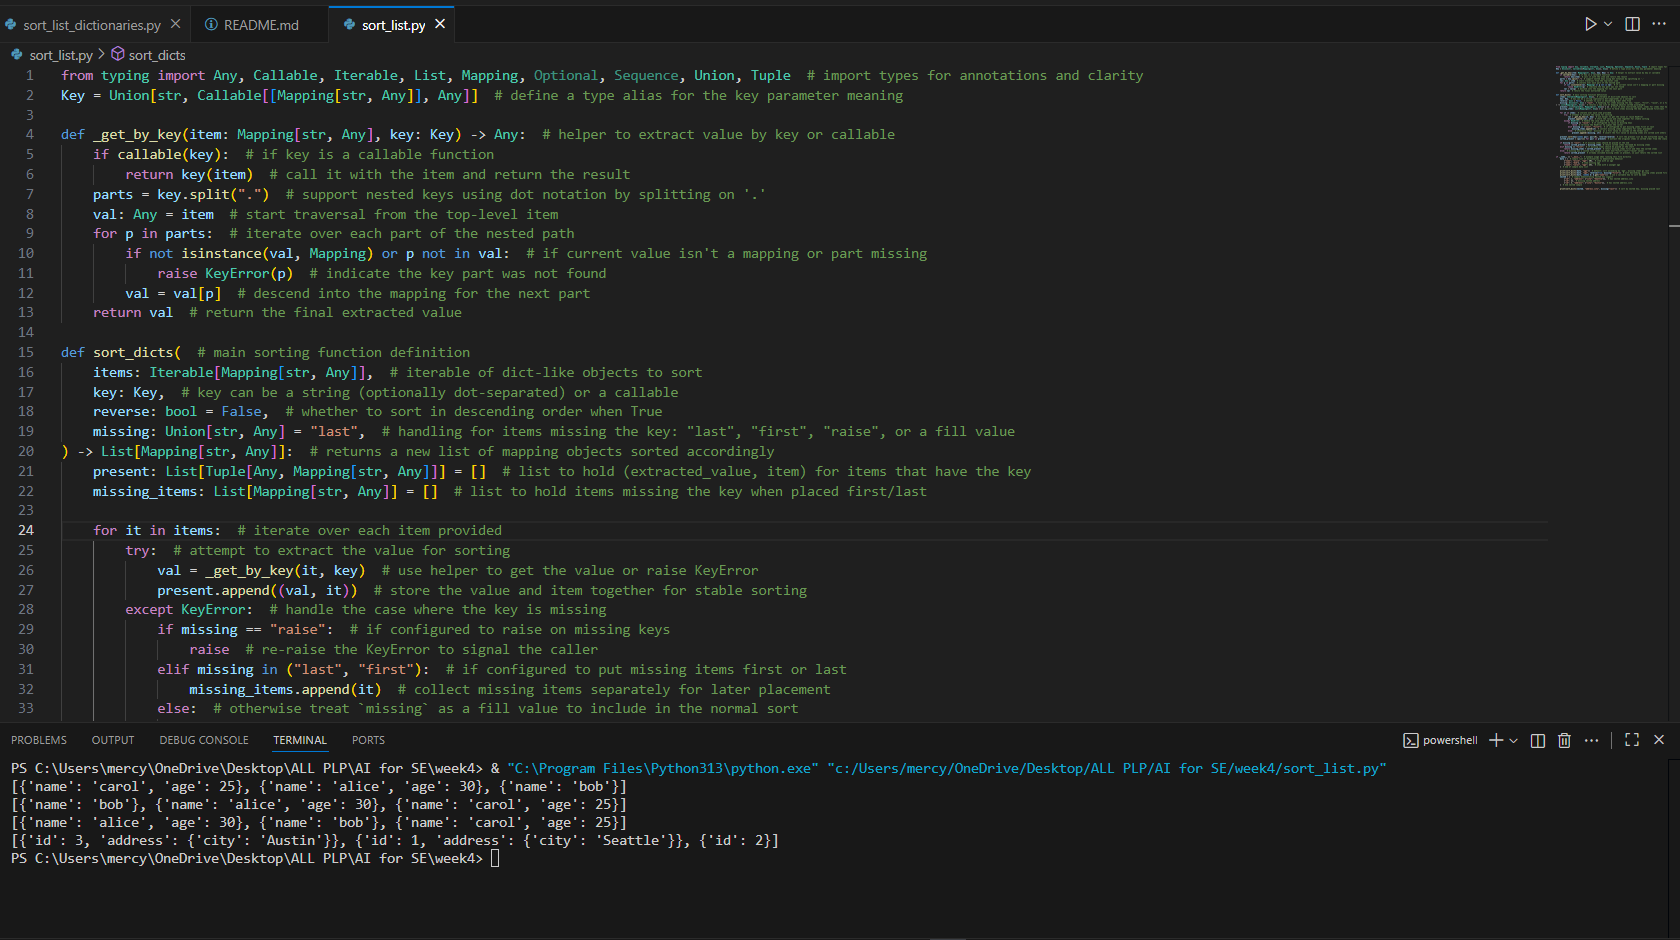 sort_list_dictionaries.py
README.md
sort_list.py
sort_list.py > sort_dicts
1 from typing import Any, Callable, Iterable, List, Mapping, Optional, Sequence, Union, Tuple  # import types for annotations and clarity
2 Key = Union[str, Callable[[Mapping[str, Any]], Any]]  # define a type alias for the key parameter meaning
3
4 def _get_by_key(item: Mapping[str, Any], key: Key) -> Any:  # helper to extract value by key or callable
5     if callable(key):  # if key is a callable function
6         return key(item)  # call it with the item and return the result
7     parts = key.split(".")  # support nested keys using dot notation by splitting on '.'
8     val: Any = item  # start traversal from the top-level item
9     for p in parts:  # iterate over each part of the nested path
10         if not isinstance(val, Mapping) or p not in val:  # if current value isn't a mapping or part missing
11             raise KeyError(p)  # indicate the key part was not found
12         val = val[p]  # descend into the mapping for the next part
13     return val  # return the final extracted value
14
15 def sort_dicts(  # main sorting function definition
16     items: Iterable[Mapping[str, Any]],  # iterable of dict-like objects to sort
17     key: Key,  # key can be a string (optionally dot-separated) or a callable
18     reverse: bool = False,  # whether to sort in descending order when True
19     missing: Union[str, Any] = "last",  # handling for items missing the key: "last", "first", "raise", or a fill value
20 ) -> List[Mapping[str, Any]]:  # returns a new list of mapping objects sorted accordingly
21     present: List[Tuple[Any, Mapping[str, Any]]] = []  # list to hold (extracted_value, item) for items that have the key
22     missing_items: List[Mapping[str, Any]] = []  # list to hold items missing the key when placed first/last
23
24     for it in items:  # iterate over each item provided
25         try:  # attempt to extract the value for sorting
26             val = _get_by_key(it, key)  # use helper to get the value or raise KeyError
27             present.append((val, it))  # store the value and item together for stable sorting
28         except KeyError:  # handle the case where the key is missing
29             if missing == "raise":  # if configured to raise on missing keys
30                 raise  # re-raise the KeyError to signal the caller
31             elif missing in ("last", "first"):  # if configured to put missing items first or last
32                 missing_items.append(it)  # collect missing items separately for later placement
33             else:  # otherwise treat `missing` as a fill value to include in the normal sort
PROBLEMS OUTPUT DEBUG CONSOLE TERMINAL PORTS
powershell
PS C:\Users\mercy\OneDrive\Desktop\ALL PLP\AI for SE\week4> & "C:\Program Files\Python313\python.exe" "c:/Users/mercy/OneDrive/Desktop/ALL PLP/AI for SE/week4/sort_list.py"
[{'name': 'carol', 'age': 25}, {'name': 'alice', 'age': 30}, {'name': 'bob'}]
[{'name': 'bob'}, {'name': 'alice', 'age': 30}, {'name': 'carol', 'age': 25}]
[{'name': 'alice', 'age': 30}, {'name': 'bob'}, {'name': 'carol', 'age': 25}]
[{'id': 3, 'address': {'city': 'Austin'}}, {'id': 1, 'address': {'city': 'Seattle'}}, {'id': 2}]
PS C:\Users\mercy\OneDrive\Desktop\ALL PLP\AI for SE\week4>